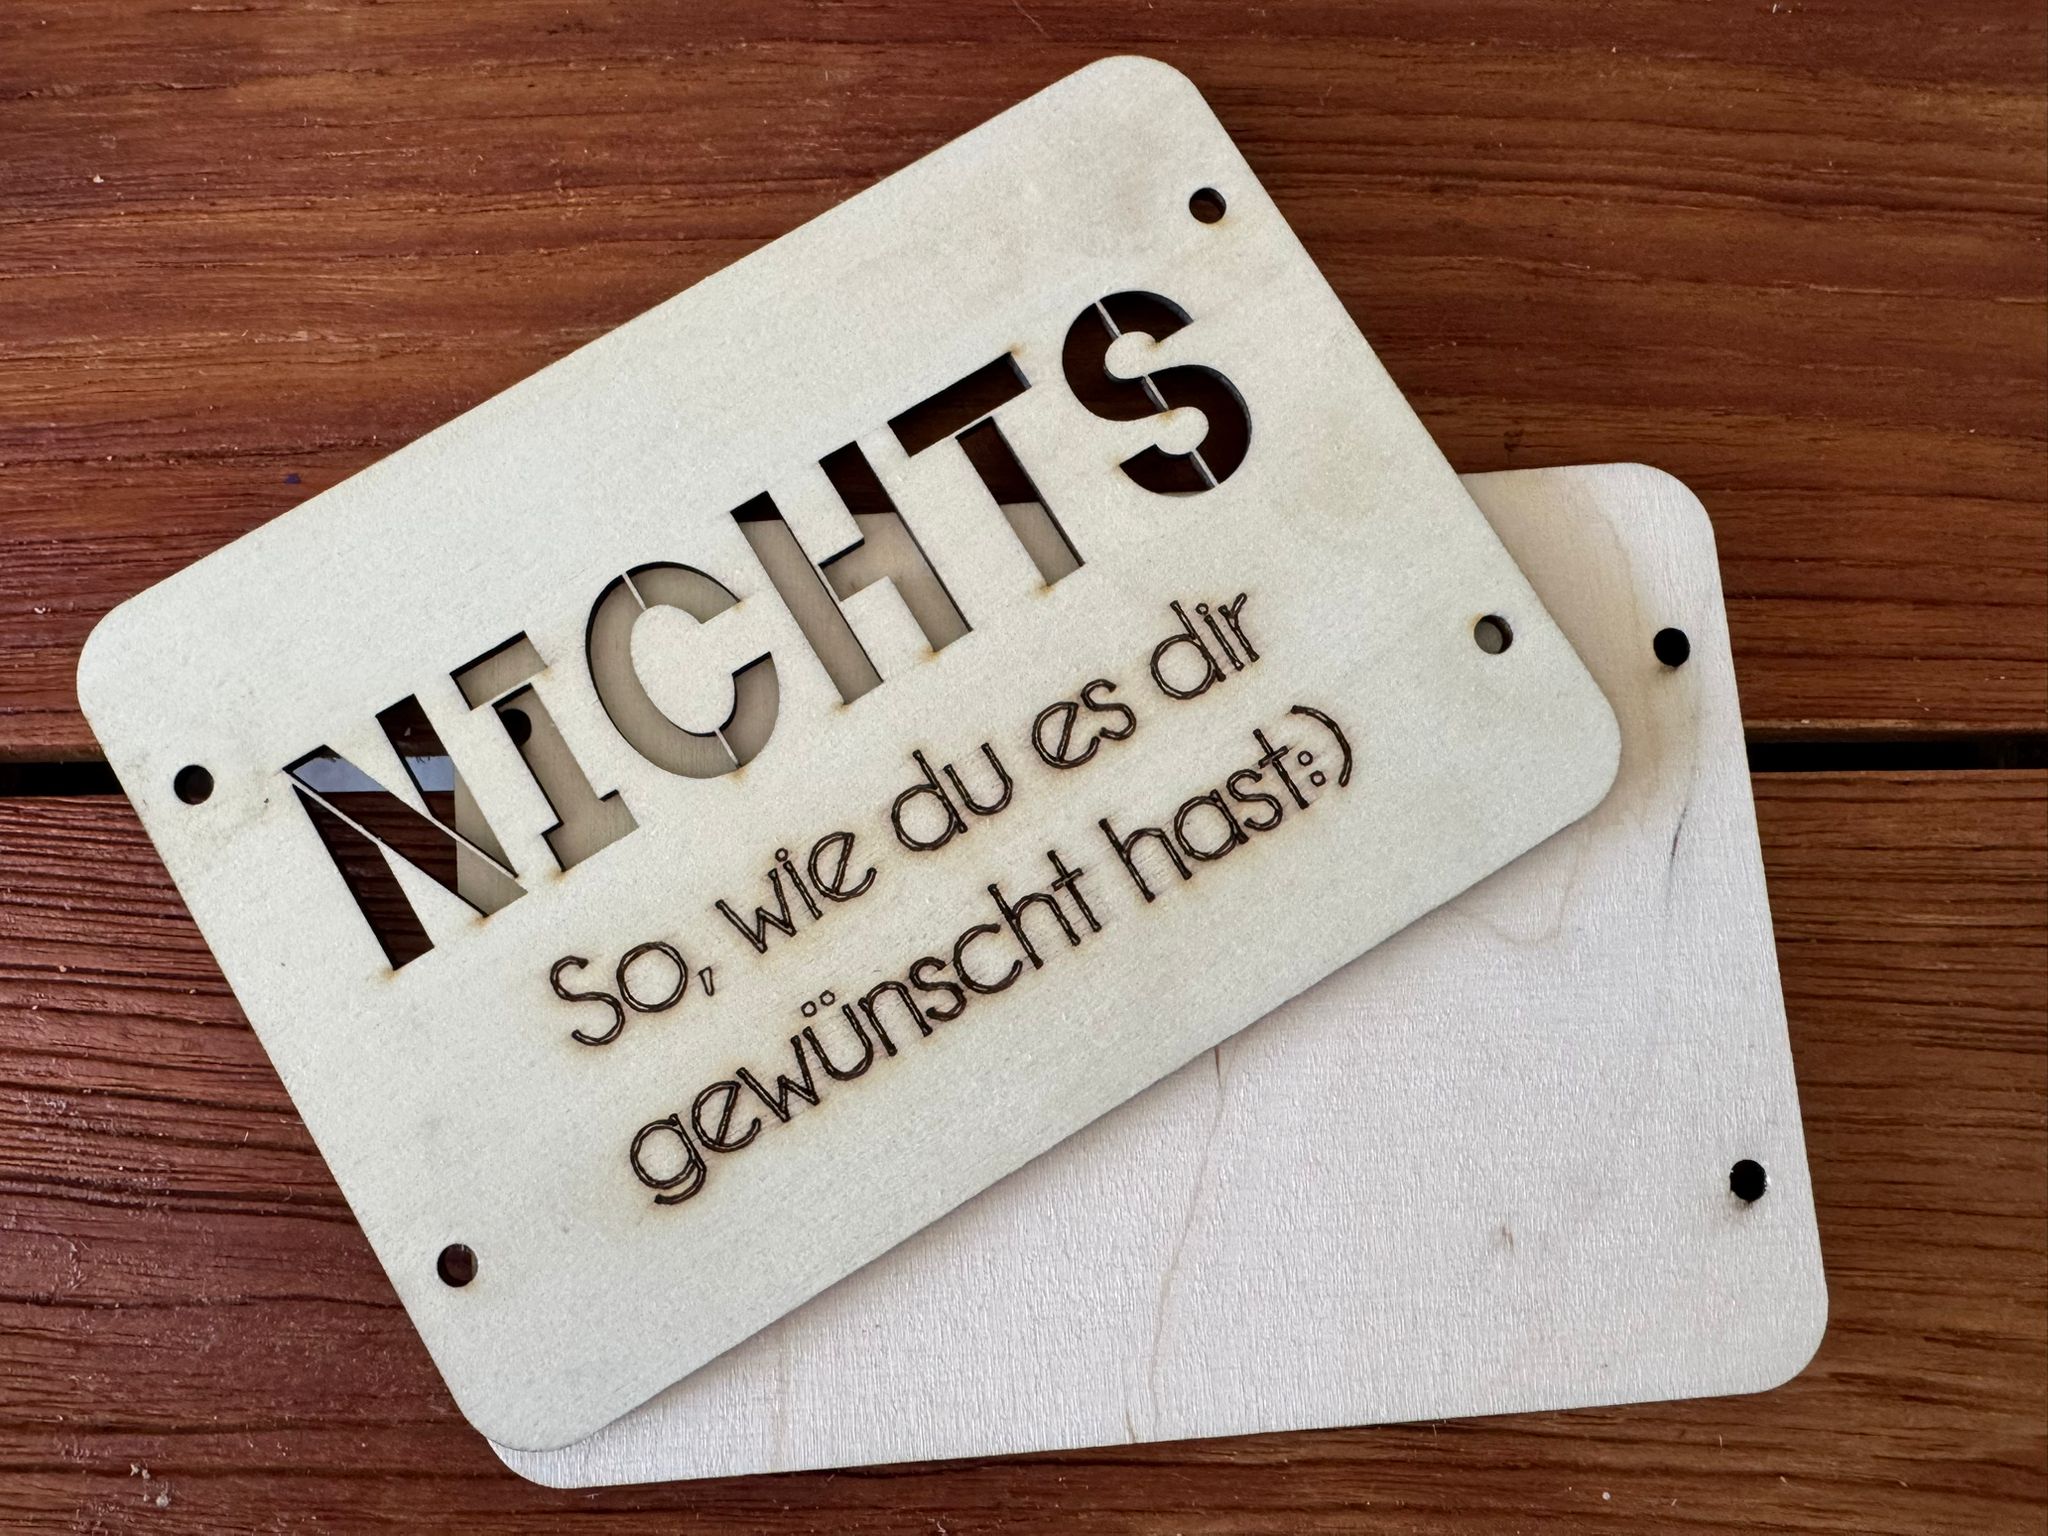 NICHTS
So, wie du es dir
gewünscht hast:)